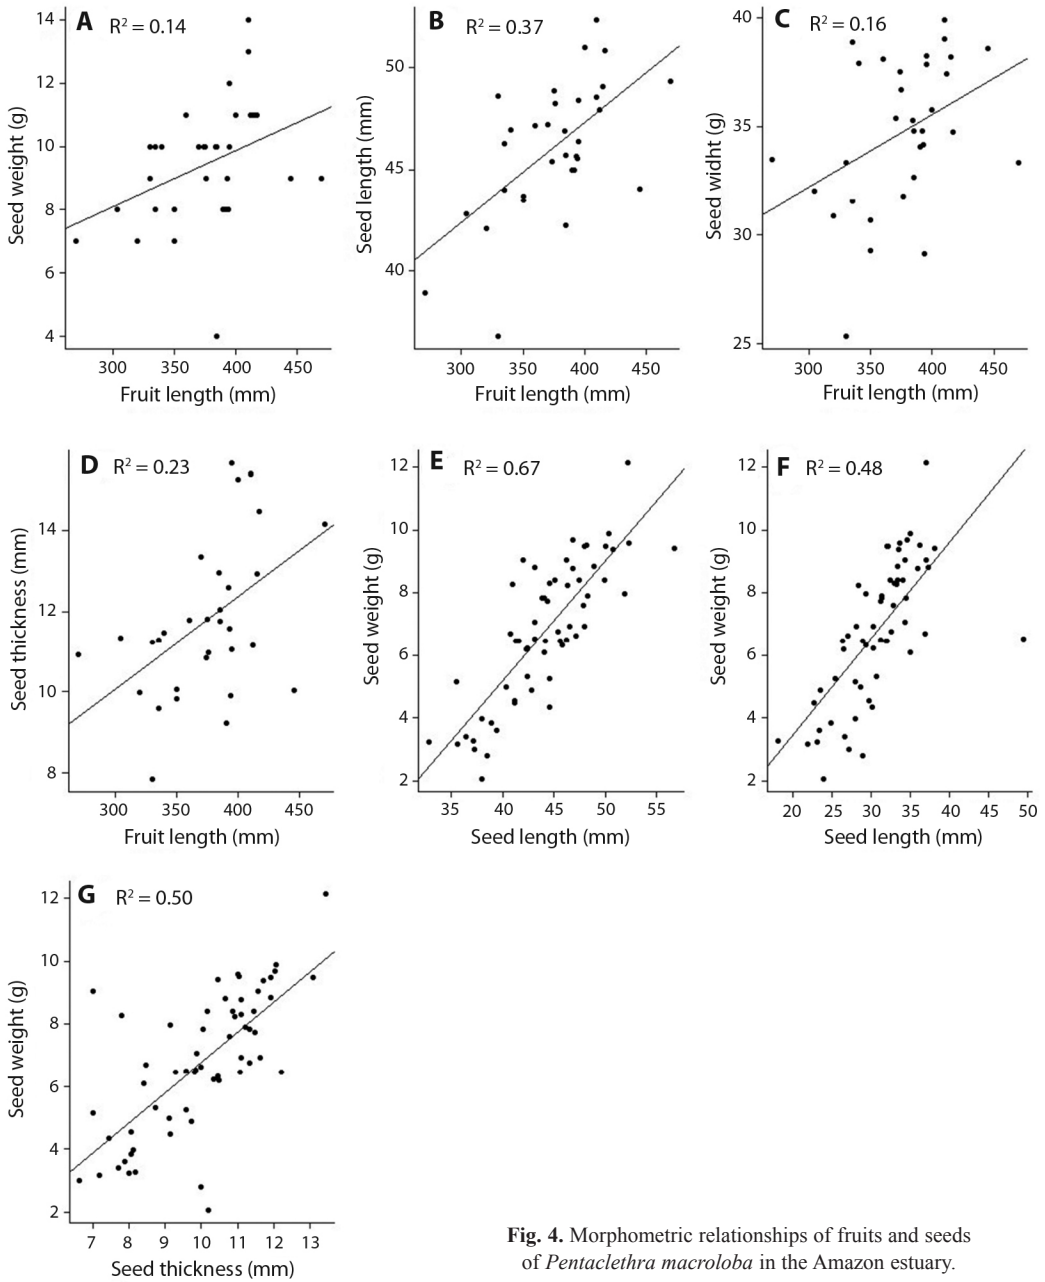 A R² = 0.14
14
12
10
8
6
4
Seed weight (g)
300 350 400 450
Fruit length (mm)
B R² = 0.37
50
45
40
Seed length (mm)
300 350 400 450
Fruit length (mm)
C R² = 0.16
40
35
30
25
Seed widht (g)
300 350 400 450
Fruit length (mm)
D R² = 0.23
14
12
10
8
Seed thickness (mm)
300 350 400 450
Fruit length (mm)
E R² = 0.67
12
10
8
6
4
2
Seed weight (g)
35 40 45 50 55
Seed length (mm)
F R² = 0.48
12
10
8
6
4
2
Seed weight (g)
20 25 30 35 40 45 50
Seed length (mm)
G R² = 0.50
12
10
8
6
4
2
Seed weight (g)
7 8 9 10 11 12 13
Seed thickness (mm)
Fig. 4. Morphometric relationships of fruits and seeds
of Pentaclethra macroloba in the Amazon estuary.